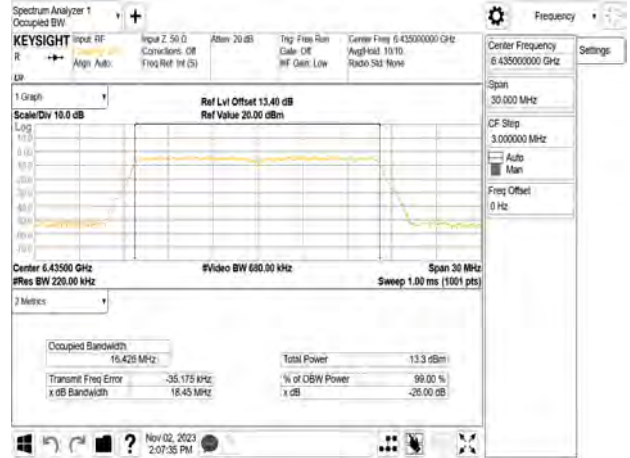 Spectrum Analyzer 1
Occupied BW
Frequency
KEYSIGHT
Input: RF
Input Z: 50 Ω
Atten: 20 dB
Trig: Free Run
Center Freq: 6.435000000 GHz
R
Corrections: Off
Gate: Off
Avg|Hold: 10/10
Align: Auto
Freq Ref: Int (S)
#IF Gain: Low
Radio Std: None
Center Frequency
6.435000000 GHz
Settings
Span
30.000 MHz
CF Step
3.000000 MHz
Auto
Man
Freq Offset
0 Hz
1 Graph
Scale/Div 10.0 dB
Ref Lvl Offset 13.40 dB
Ref Value 20.00 dBm
Log
Center 6.43500 GHz
#Video BW 680.00 kHz
Span 30 MHz
#Res BW 220.00 kHz
Sweep 1.00 ms (1001 pts)
2 Metrics
Occupied Bandwidth
16.426 MHz
Total Power
13.3 dBm
Transmit Freq Error
-35.175 kHz
% of OBW Power
99.00 %
x dB Bandwidth
18.45 MHz
x dB
-26.00 dB
?
Nov 02, 2023
2:07:35 PM